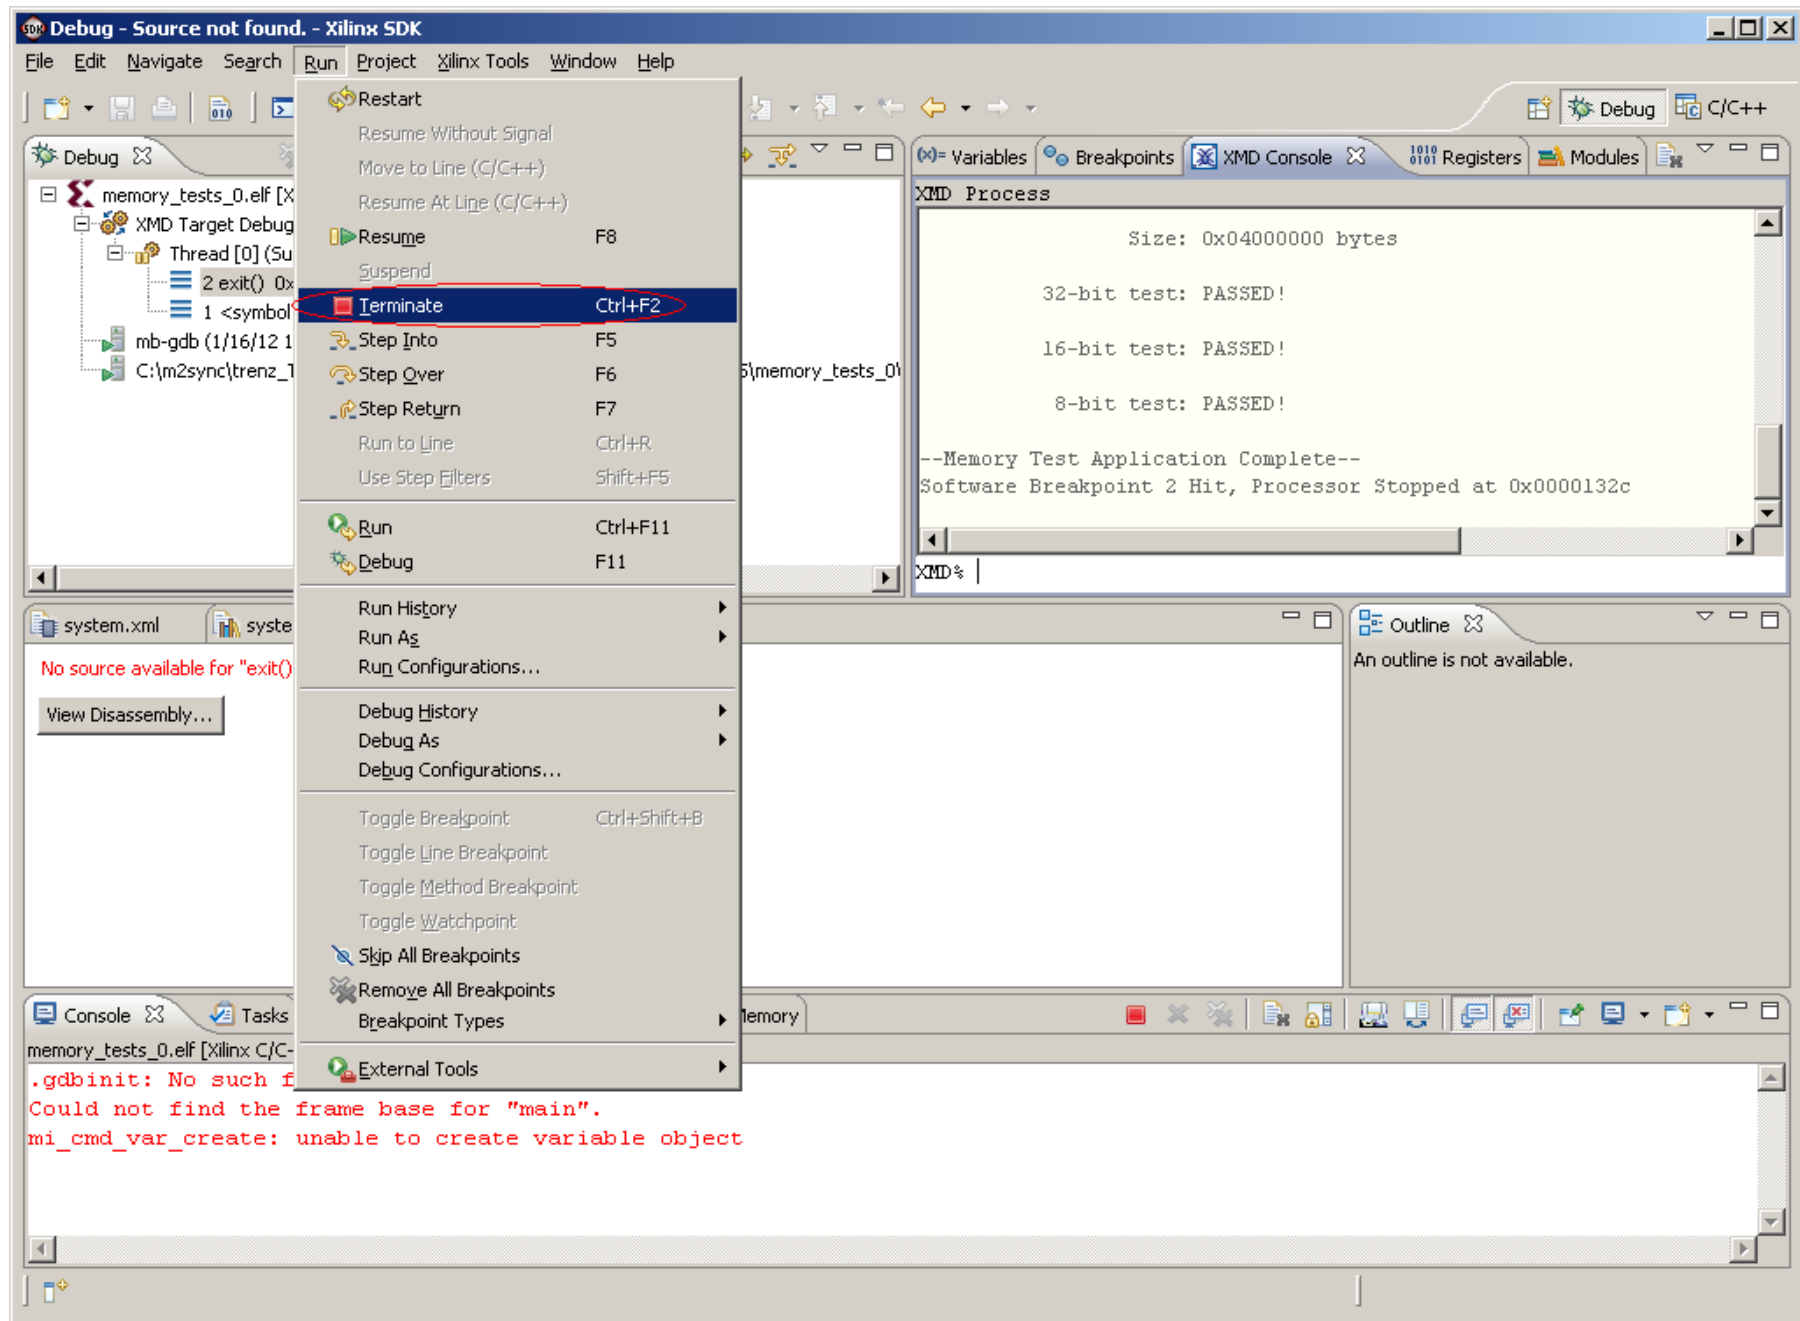 Debug - Source not found. - Xilinx SDK
File Edit Navigate Search Run Project Xilinx Tools Window Help
Debug C/C++
Restart
Resume Without Signal
Move to Line (C/C++)
Resume At Line (C/C++)
Resume F8
Suspend
Terminate Ctrl+F2
Step Into F5
Step Over F6
Step Return F7
Run to Line Ctrl+R
Use Step Filters Shift+F5
Run Ctrl+F11
Debug F11
Run History
Run As
Run Configurations...
Debug History
Debug As
Debug Configurations...
Toggle Breakpoint Ctrl+Shift+B
Toggle Line Breakpoint
Toggle Method Breakpoint
Toggle Watchpoint
Skip All Breakpoints
Remove All Breakpoints
Breakpoint Types
External Tools
Debug
memory_tests_0.elf [X
XMD Target Debug
Thread [0] (Su
2 exit() 0x
1 <symbol
mb-gdb (1/16/12 1
C:\m2sync\trenz_T 5\memory_tests_0\
(x)= Variables Breakpoints XMD Console Registers Modules
XMD Process
Size: 0x04000000 bytes
32-bit test: PASSED!
16-bit test: PASSED!
8-bit test: PASSED!
--Memory Test Application Complete--
Software Breakpoint 2 Hit, Processor Stopped at 0x0000132c
XMD%
system.xml syste
No source available for "exit()
View Disassembly...
Outline
An outline is not available.
Console Tasks Memory
memory_tests_0.elf [Xilinx C/C-
.gdbinit: No such f
Could not find the frame base for "main".
mi_cmd_var_create: unable to create variable object